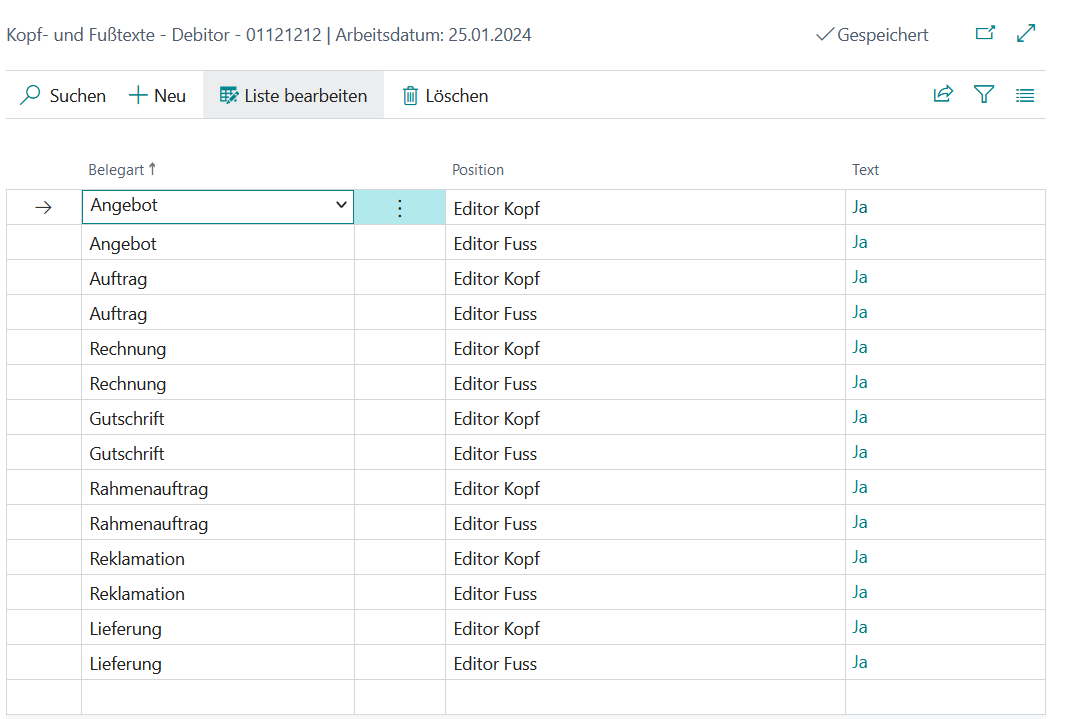 Kopf- und Fußtexte - Debitor - 01121212 | Arbeitsdatum: 25.01.2024 Gespeichert
Suchen Neu Liste bearbeiten Löschen
Belegart ↑ Position Text
Angebot Editor Kopf Ja
Angebot Editor Fuss Ja
Auftrag Editor Kopf Ja
Auftrag Editor Fuss Ja
Rechnung Editor Kopf Ja
Rechnung Editor Fuss Ja
Gutschrift Editor Kopf Ja
Gutschrift Editor Fuss Ja
Rahmenauftrag Editor Kopf Ja
Rahmenauftrag Editor Fuss Ja
Reklamation Editor Kopf Ja
Reklamation Editor Fuss Ja
Lieferung Editor Kopf Ja
Lieferung Editor Fuss Ja